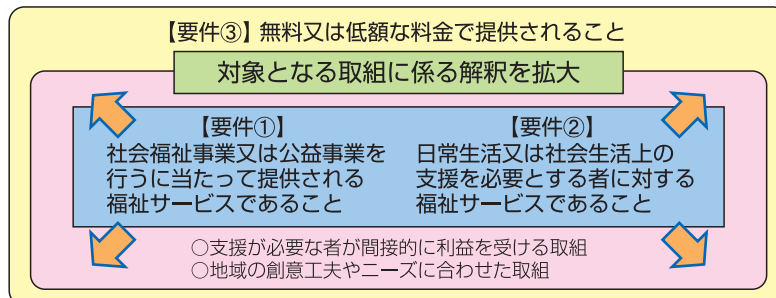 【要件③】無料又は低額な料金で提供されること
対象となる取組に係る解釈を拡大
【要件①】
社会福祉事業又は公益事業を
行うに当たって提供される
福祉サービスであること
【要件②】
日常生活又は社会生活上の
支援を必要とする者に対する
福祉サービスであること
○支援が必要な者が間接的に利益を受ける取組
○地域の創意工夫やニーズに合わせた取組